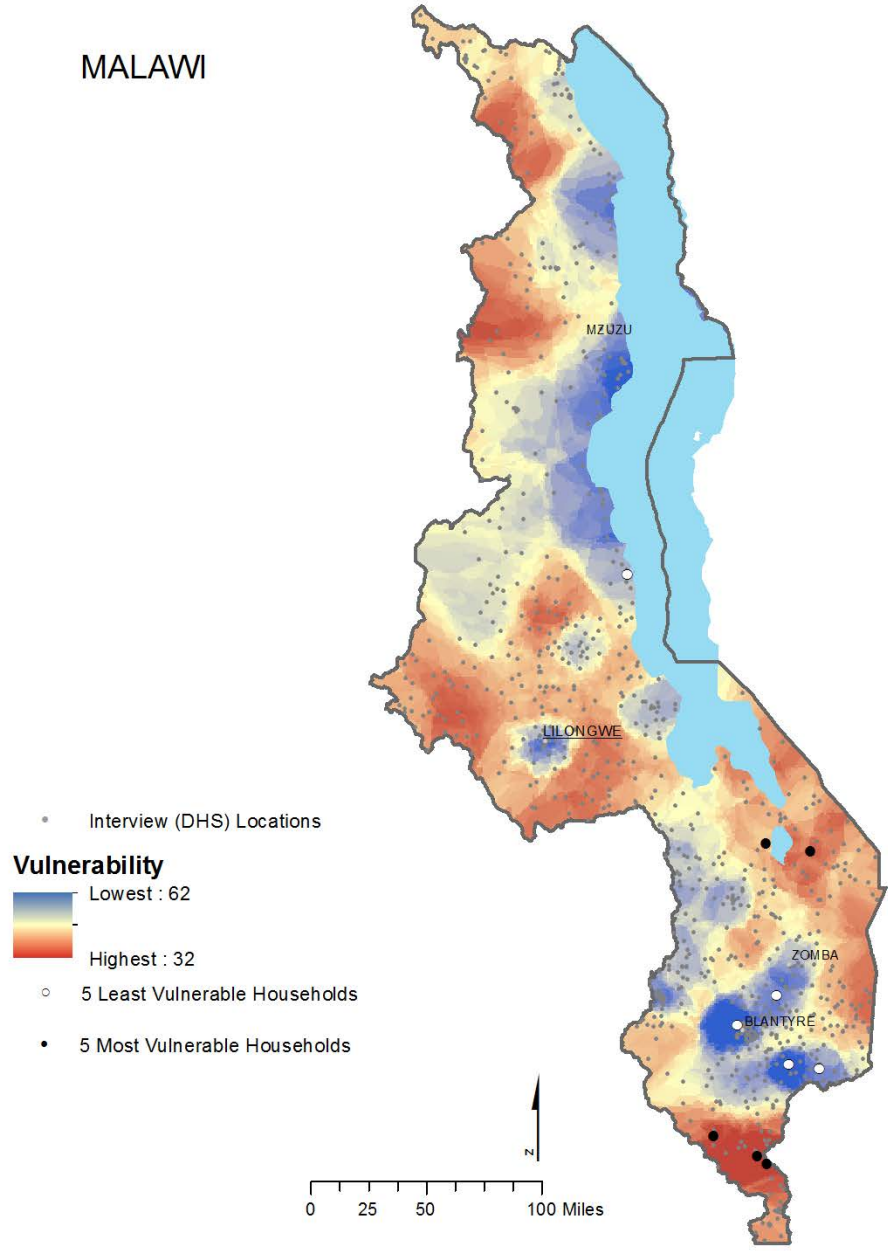 MALAWI
MZUZU
LILONGWE
Interview (DHS) Locations
Vulnerability
Lowest : 62
Highest : 32
5 Least Vulnerable Households
5 Most Vulnerable Households
ZOMBA
BLANTYRE
N
0 25 50 100 Miles